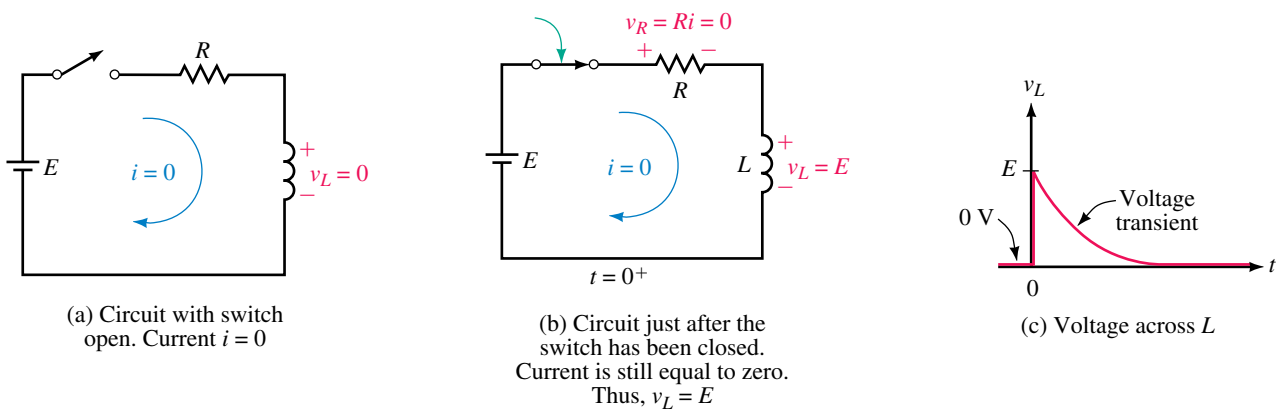 R
E
i = 0
+
v_L = 0
−
(a) Circuit with switch
open. Current i = 0
v_R = Ri = 0
+ −
R
E
i = 0
L
+
v_L = E
−
t = 0⁺
(b) Circuit just after the
switch has been closed.
Current is still equal to zero.
Thus, v_L = E
v_L
E
Voltage
transient
0 V
t
0
(c) Voltage across L